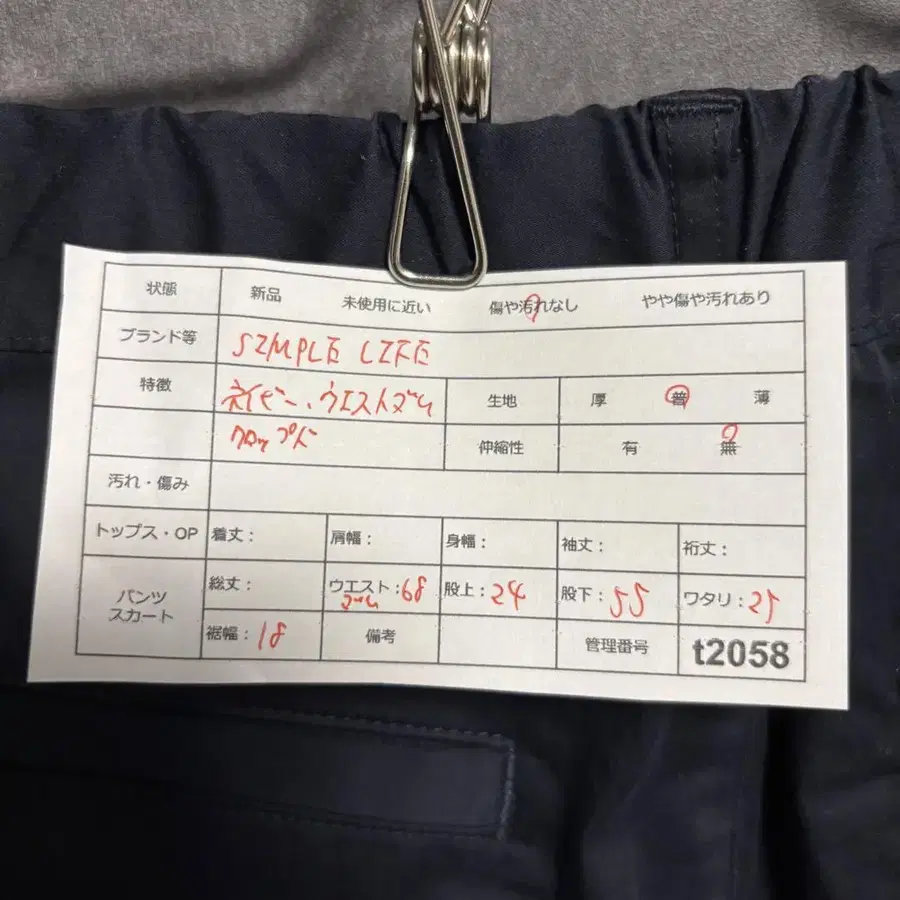 状態 新品 未使用に近い 傷や汚れなし やや傷や汚れあり
ブランド等 SIMPLE LIFE
特徴 ネイビー、ウエストゴム 生地 厚 普 薄
クロップド 伸縮性 有 無
汚れ・傷み
トップス・OP 着丈： 肩幅： 身幅： 袖丈： 裄丈：
パンツ スカート 総丈： ウエスト：68 ゴム 股上：24 股下：55 ワタリ：25
裾幅：18 備考 管理番号 t2058